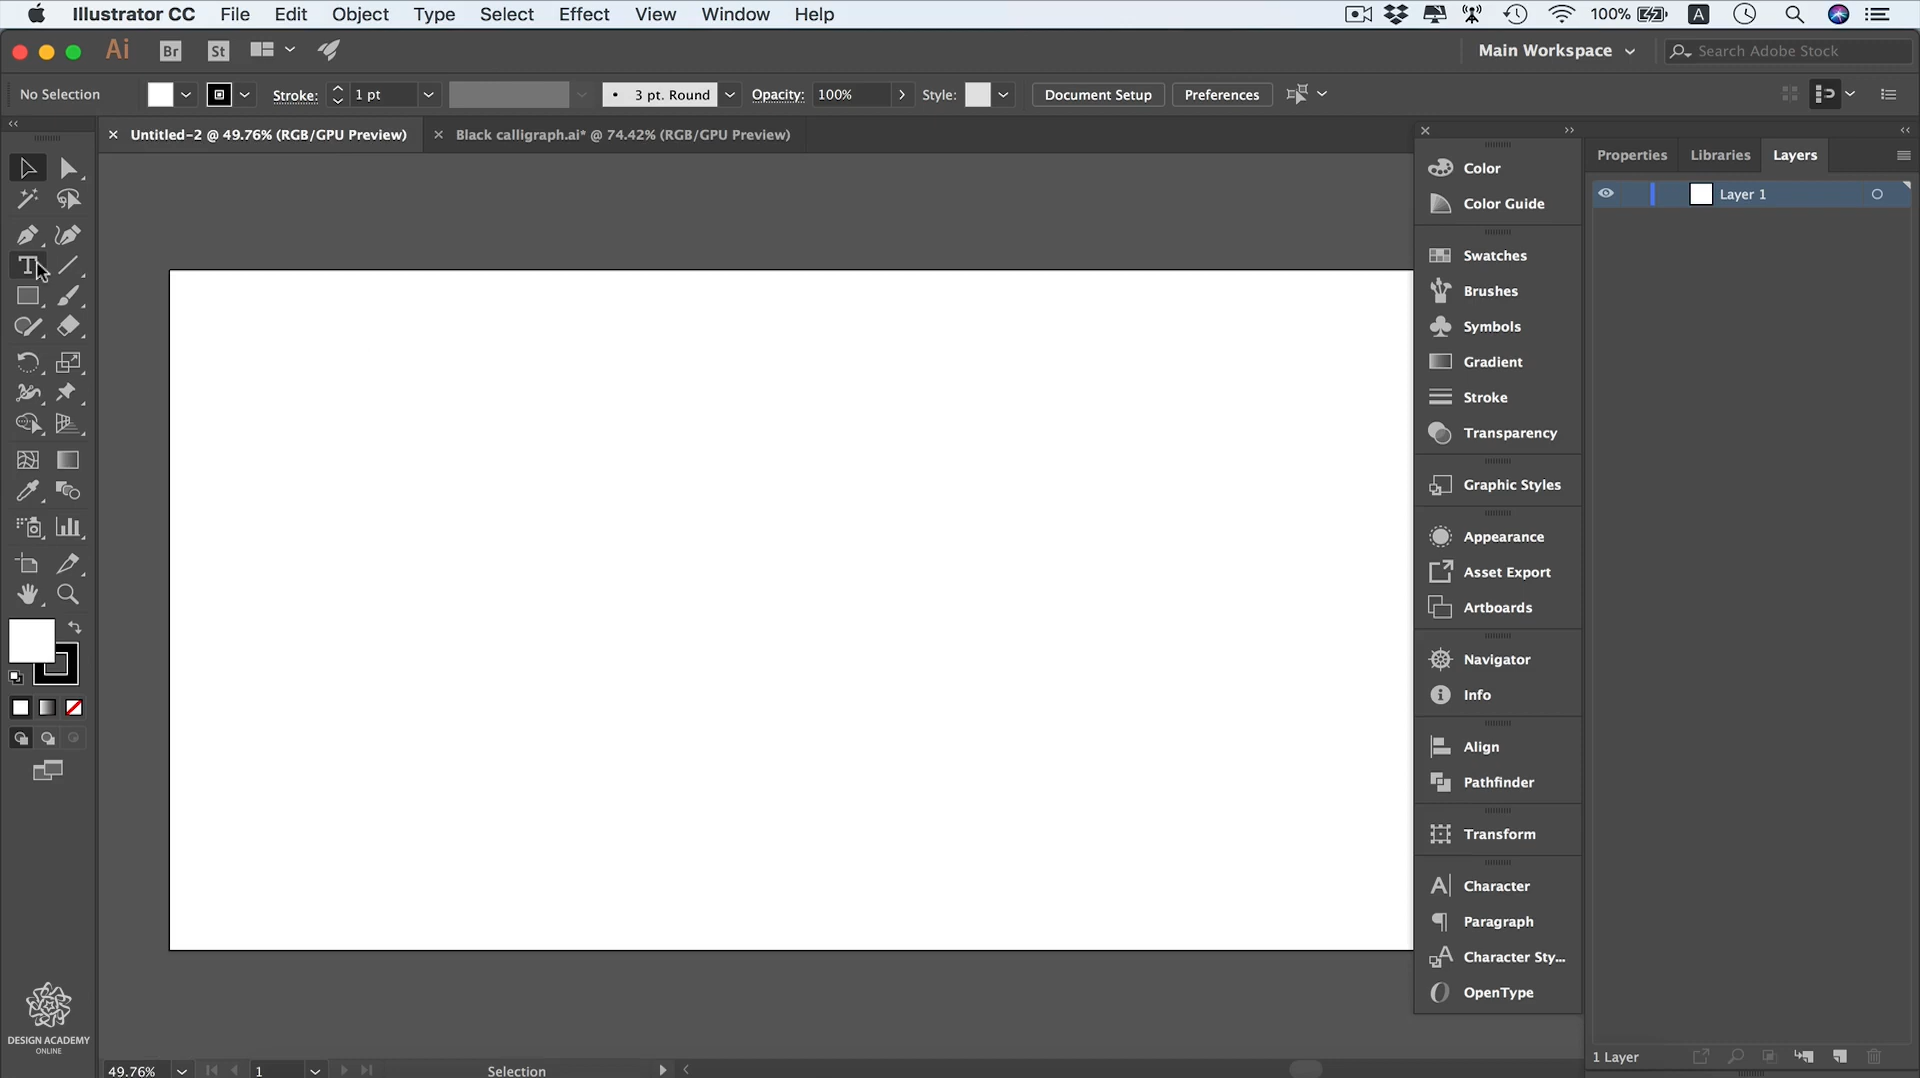 Illustrator CC File Edit Object Type Select Effect View Window Help
100% A
Ai Br St
Main Workspace
Search Adobe Stock
No Selection
Stroke: 1 pt
3 pt. Round
Opacity: 100%
Style:
Document Setup
Preferences
Untitled-2 @ 49.76% (RGB/GPU Preview)
Black calligraph.ai* @ 74.42% (RGB/GPU Preview)
Color
Color Guide
Swatches
Brushes
Symbols
Gradient
Stroke
Transparency
Graphic Styles
Appearance
Asset Export
Artboards
Navigator
Info
Align
Pathfinder
Transform
Character
Paragraph
Character Sty...
OpenType
Properties Libraries Layers
Layer 1
1 Layer
DESIGN ACADEMY
ONLINE
49.76%
1
Selection